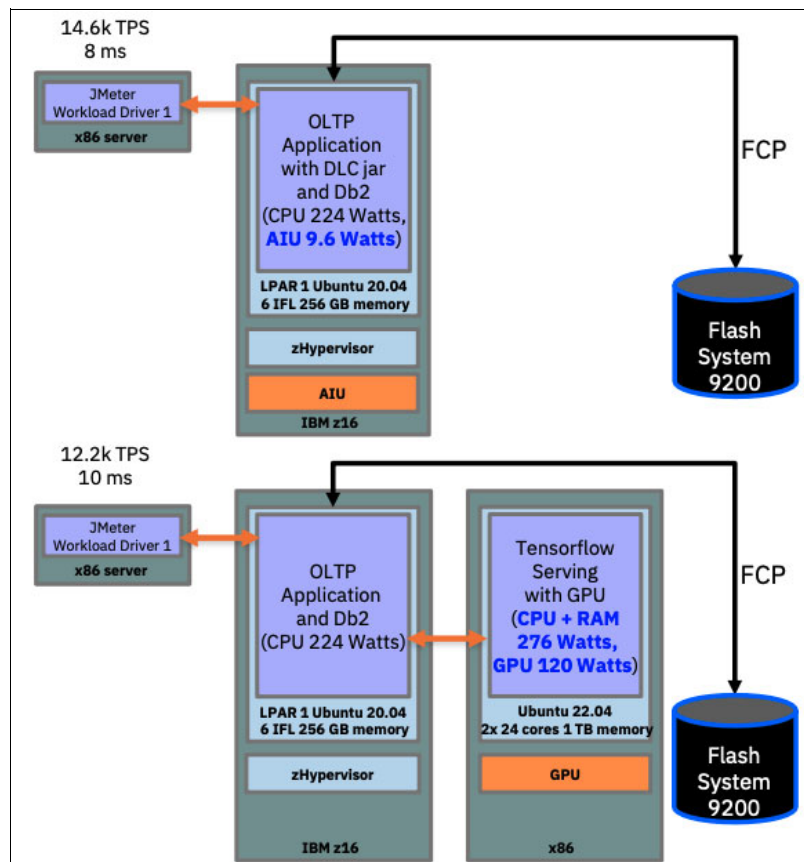 14.6k TPS
8 ms
JMeter
Workload Driver 1
x86 server
OLTP
Application
with DLC jar
and Db2
(CPU 224 Watts,
AIU 9.6 Watts)
LPAR 1 Ubuntu 20.04
6 IFL 256 GB memory
zHypervisor
AIU
IBM z16
FCP
Flash
System
9200
12.2k TPS
10 ms
JMeter
Workload Driver 1
x86 server
OLTP
Application
and Db2
(CPU 224 Watts)
LPAR 1 Ubuntu 20.04
6 IFL 256 GB memory
zHypervisor
IBM z16
Tensorflow
Serving
with GPU
(CPU + RAM
276 Watts,
GPU 120 Watts)
Ubuntu 22.04
2x 24 cores 1 TB memory
GPU
x86
FCP
Flash
System
9200